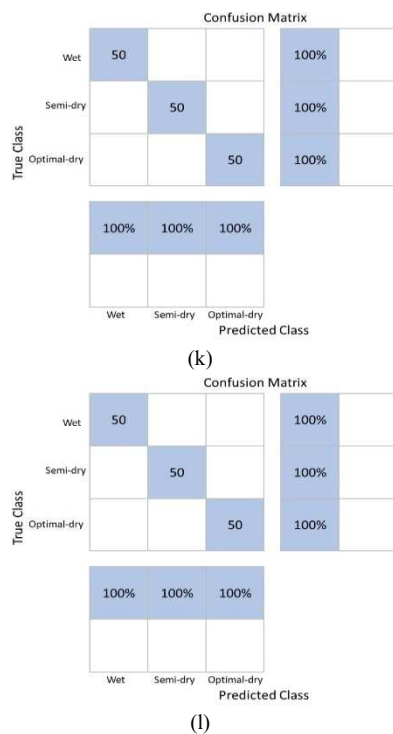 Confusion Matrix
Wet 50 100%
Semi-dry 50 100%
Optimal-dry 50 100%
True Class
100% 100% 100%
Wet Semi-dry Optimal-dry
Predicted Class
(k)
Confusion Matrix
Wet 50 100%
Semi-dry 50 100%
Optimal-dry 50 100%
True Class
100% 100% 100%
Wet Semi-dry Optimal-dry
Predicted Class
(l)